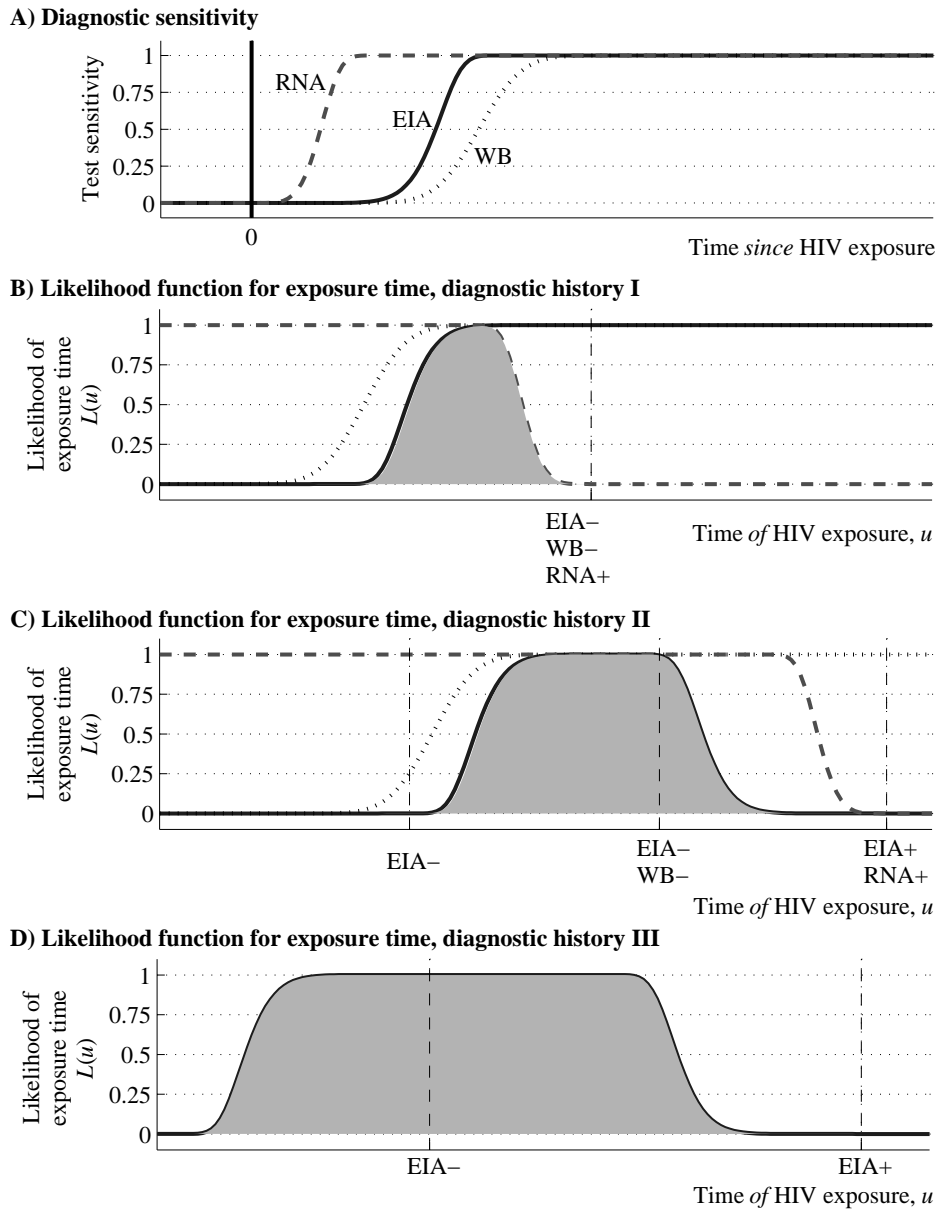 A) Diagnostic sensitivity
1
0.75
0.5
0.25
0
Test sensitivity
RNA
EIA
WB
0
Time since HIV exposure
B) Likelihood function for exposure time, diagnostic history I
1
0.75
0.5
0.25
0
Likelihood of
exposure time
L(u)
EIA–
WB–
RNA+
Time of HIV exposure, u
C) Likelihood function for exposure time, diagnostic history II
1
0.75
0.5
0.25
0
Likelihood of
exposure time
L(u)
EIA–
EIA–
WB–
EIA+
RNA+
Time of HIV exposure, u
D) Likelihood function for exposure time, diagnostic history III
1
0.75
0.5
0.25
0
Likelihood of
exposure time
L(u)
EIA–
EIA+
Time of HIV exposure, u